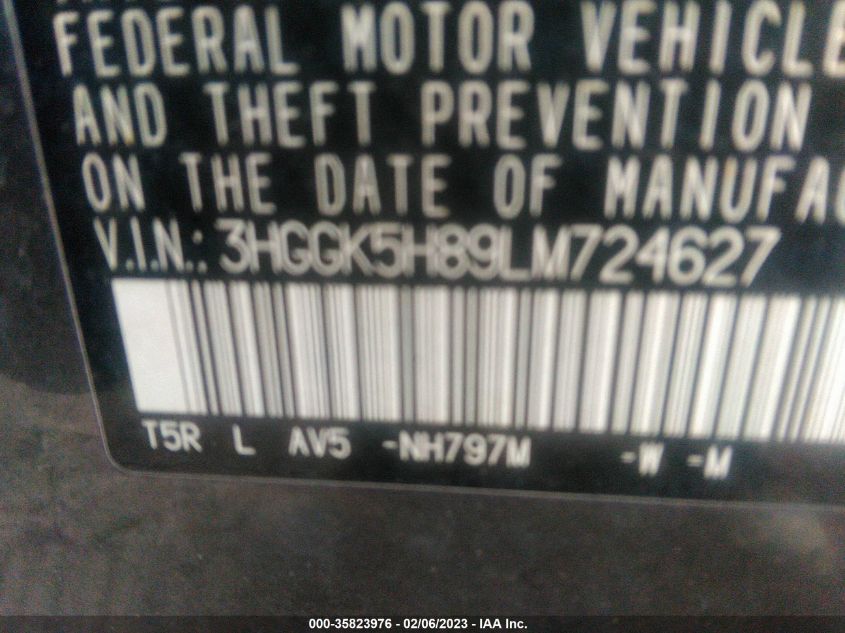 FEDERAL MOTOR VEHICLE
AND THEFT PREVENTION
ON THE DATE OF MANUFAC
V.I.N.: 3HGGK5H89LM724627
T5R L AV5 -NH797M -W -M
000-35823976 - 02/06/2023 - IAA Inc.